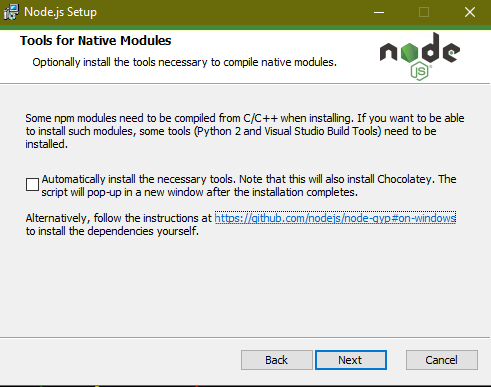 Node.js Setup
Tools for Native Modules
Optionally install the tools necessary to compile native modules.
node
JS
Some npm modules need to be compiled from C/C++ when installing. If you want to be able
to install such modules, some tools (Python 2 and Visual Studio Build Tools) need to be
installed.
Automatically install the necessary tools. Note that this will also install Chocolatey. The
script will pop-up in a new window after the installation completes.
Alternatively, follow the instructions at https://github.com/nodejs/node-gyp#on-windows
to install the dependencies yourself.
Back
Next
Cancel